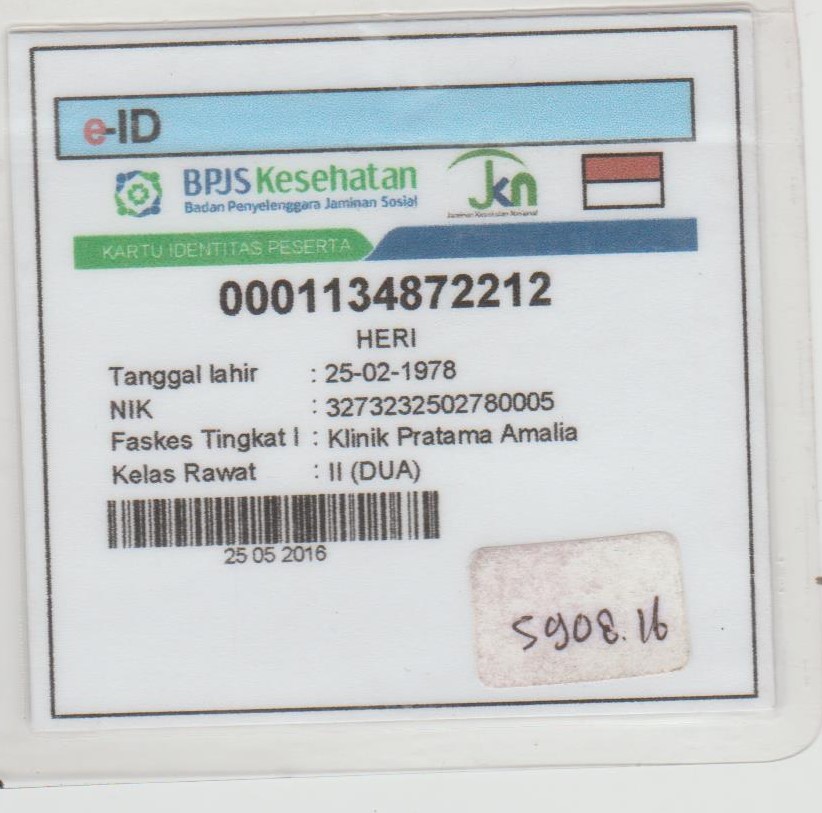 e-ID
BPJS Kesehatan
Badan Penyelenggara Jaminan Sosial
Jkn
Jaminan Kesehatan Nasional
KARTU IDENTITAS PESERTA
0001134872212
HERI
Tanggal lahir : 25-02-1978
NIK : 3273232502780005
Faskes Tingkat I : Klinik Pratama Amalia
Kelas Rawat : II (DUA)
25 05 2016
5908.16